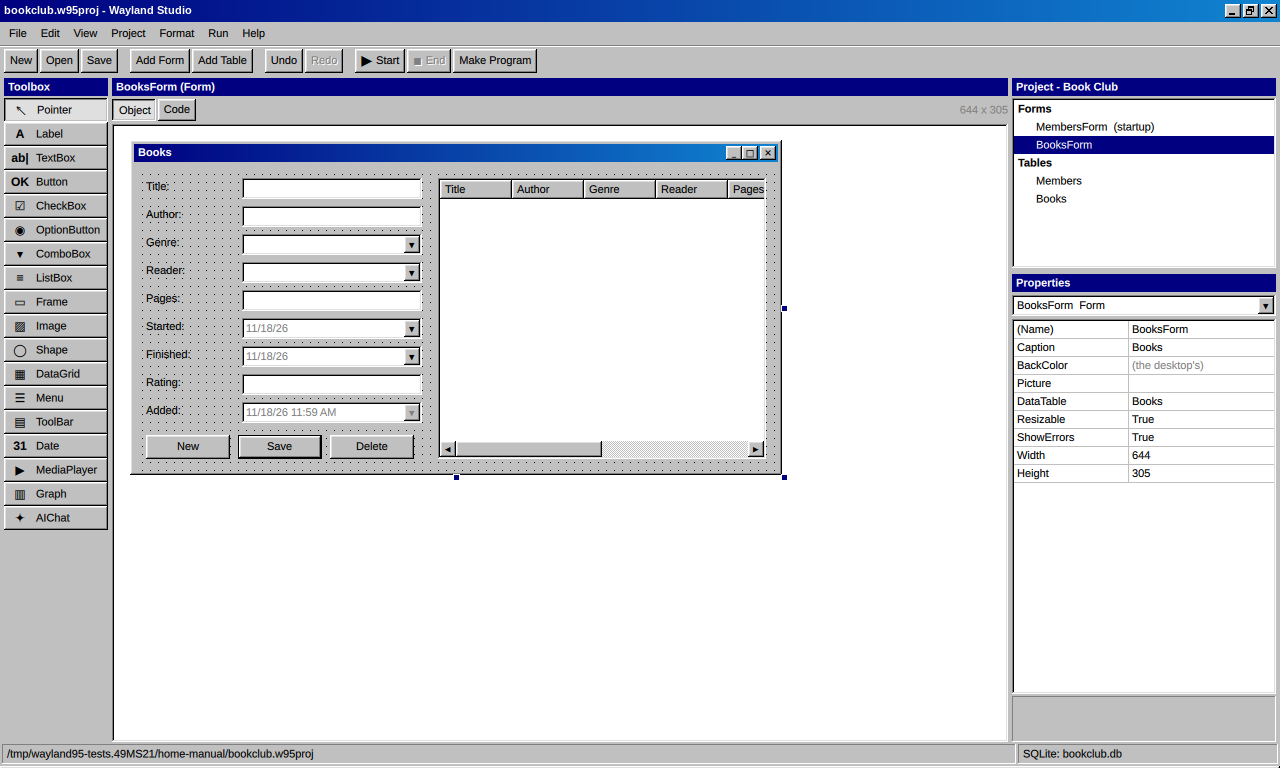 bookclub.w95proj - Wayland Studio
File Edit View Project Format Run Help
New Open Save Add Form Add Table Undo Redo Start End Make Program
Toolbox
Pointer
A Label
ab| TextBox
OK Button
CheckBox
OptionButton
ComboBox
ListBox
Frame
Image
Shape
DataGrid
Menu
ToolBar
31 Date
MediaPlayer
Graph
AIChat
BooksForm (Form)
Object Code 644 x 305
Books
Title:
Author:
Genre:
Reader:
Pages:
Started: 11/18/26
Finished: 11/18/26
Rating:
Added: 11/18/26 11:59 AM
New Save Delete
Title Author Genre Reader Pages
Project - Book Club
Forms
MembersForm (startup)
BooksForm
Tables
Members
Books
Properties
BooksForm Form
(Name) BooksForm
Caption Books
BackColor (the desktop's)
Picture
DataTable Books
Resizable True
ShowErrors True
Width 644
Height 305
/tmp/wayland95-tests.49MS21/home-manual/bookclub.w95proj
SQLite: bookclub.db